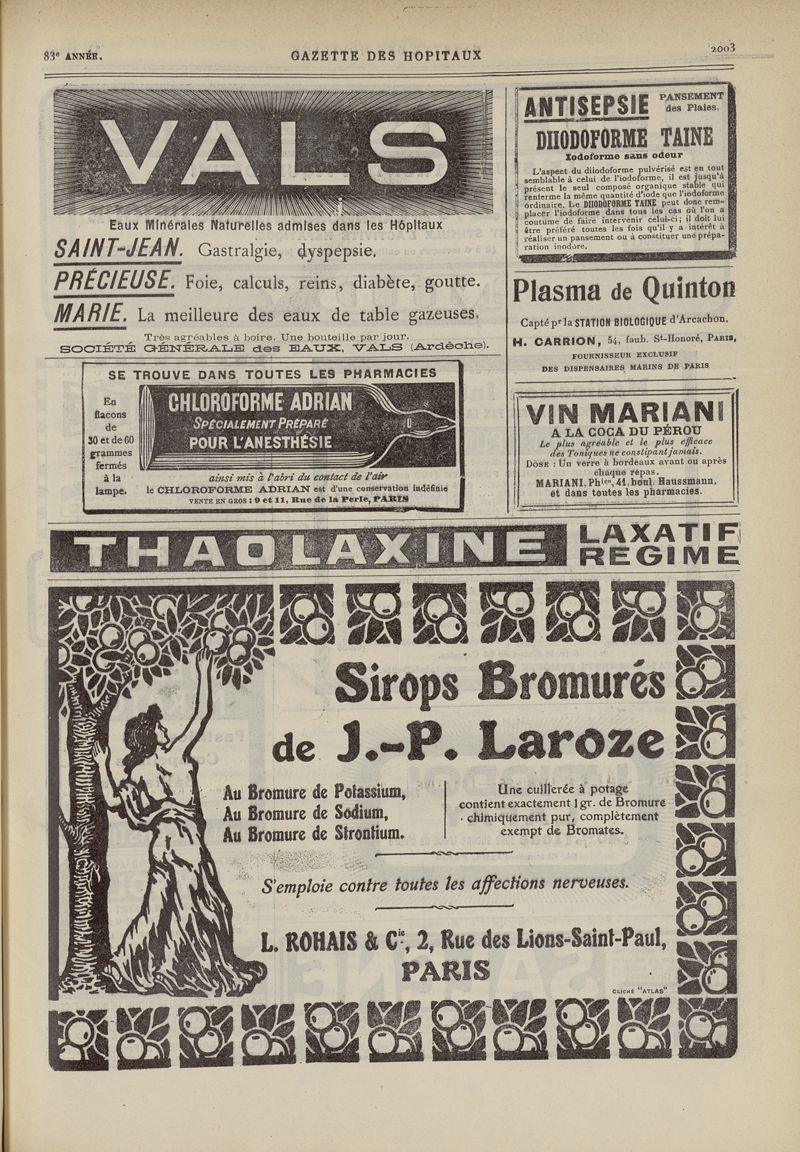 83e ANNÉE.
GAZETTE DES HOPITAUX
2003
VALS
Eaux Minérales Naturelles admises dans les Hôpitaux
SAINT-JEAN. Gastralgie, dyspepsie.
PRÉCIEUSE. Foie, calculs, reins, diabète, goutte.
MARIE. La meilleure des eaux de table gazeuses.
Très agréables à boire. Une bouteille par jour.
SOCIÉTÉ GÉNÉRALE des EAUX, VALS (Ardèche).
SE TROUVE DANS TOUTES LES PHARMACIES
En
flacons
de
30 et de 60
grammes
fermés
à la
lampe.
CHLOROFORME ADRIAN
SPÉCIALEMENT PRÉPARÉ
POUR L'ANESTHÉSIE
ainsi mis à l'abri du contact de l'air
le CHLOROFORME ADRIAN est d'une conservation indéfinie
VENTE EN GROS : 9 et 11, Rue de la Perle, PARIS
ANTISEPSIE
PANSEMENT
des Plaies.
DIIODOFORME TAINE
Iodoforme sans odeur
L'aspect du diiodoforme pulvérisé est en tout
semblable à celui de l'iodoforme, il est jusqu'à
présent le seul composé organique stable qui
renferme la même quantité d'iode que l'iodoforme
ordinaire. Le DIIODOFORME TAINE peut donc rem-
placer l'iodoforme dans tous les cas où l'on a
coutume de faire intervenir celui-ci; il doit lui
être préféré toutes les fois qu'il y a intérêt à
réaliser un pansement ou à constituer une prépa-
ration inodore.
Plasma de Quinton
Capté pr la STATION BIOLOGIQUE d'Arcachon.
H. CARRION, 54, faub. St-Honoré, PARIS,
FOURNISSEUR EXCLUSIF
DES DISPENSAIRES MARINS DE PARIS
VIN MARIANI
A LA COCA DU PÉROU
Le plus agréable et le plus efficace
des Toniques ne constipant jamais.
DOSE : Un verre à bordeaux avant ou après
chaque repas.
MARIANI, Phien, 41, boul. Haussmann,
et dans toutes les pharmacies.
THAOLAXINE
LAXATIF
REGIME
Sirops Bromurés
de J.-P. Laroze
Au Bromure de Potassium,
Au Bromure de Sodium,
Au Bromure de Strontium.
Une cuillerée à potage
contient exactement 1 gr. de Bromure
chimiquement pur, complètement
exempt de Bromates.
S'emploie contre toutes les affections nerveuses.
L. ROHAIS & Cie, 2, Rue des Lions-Saint-Paul,
PARIS
CLICHÉ "ATLAS"